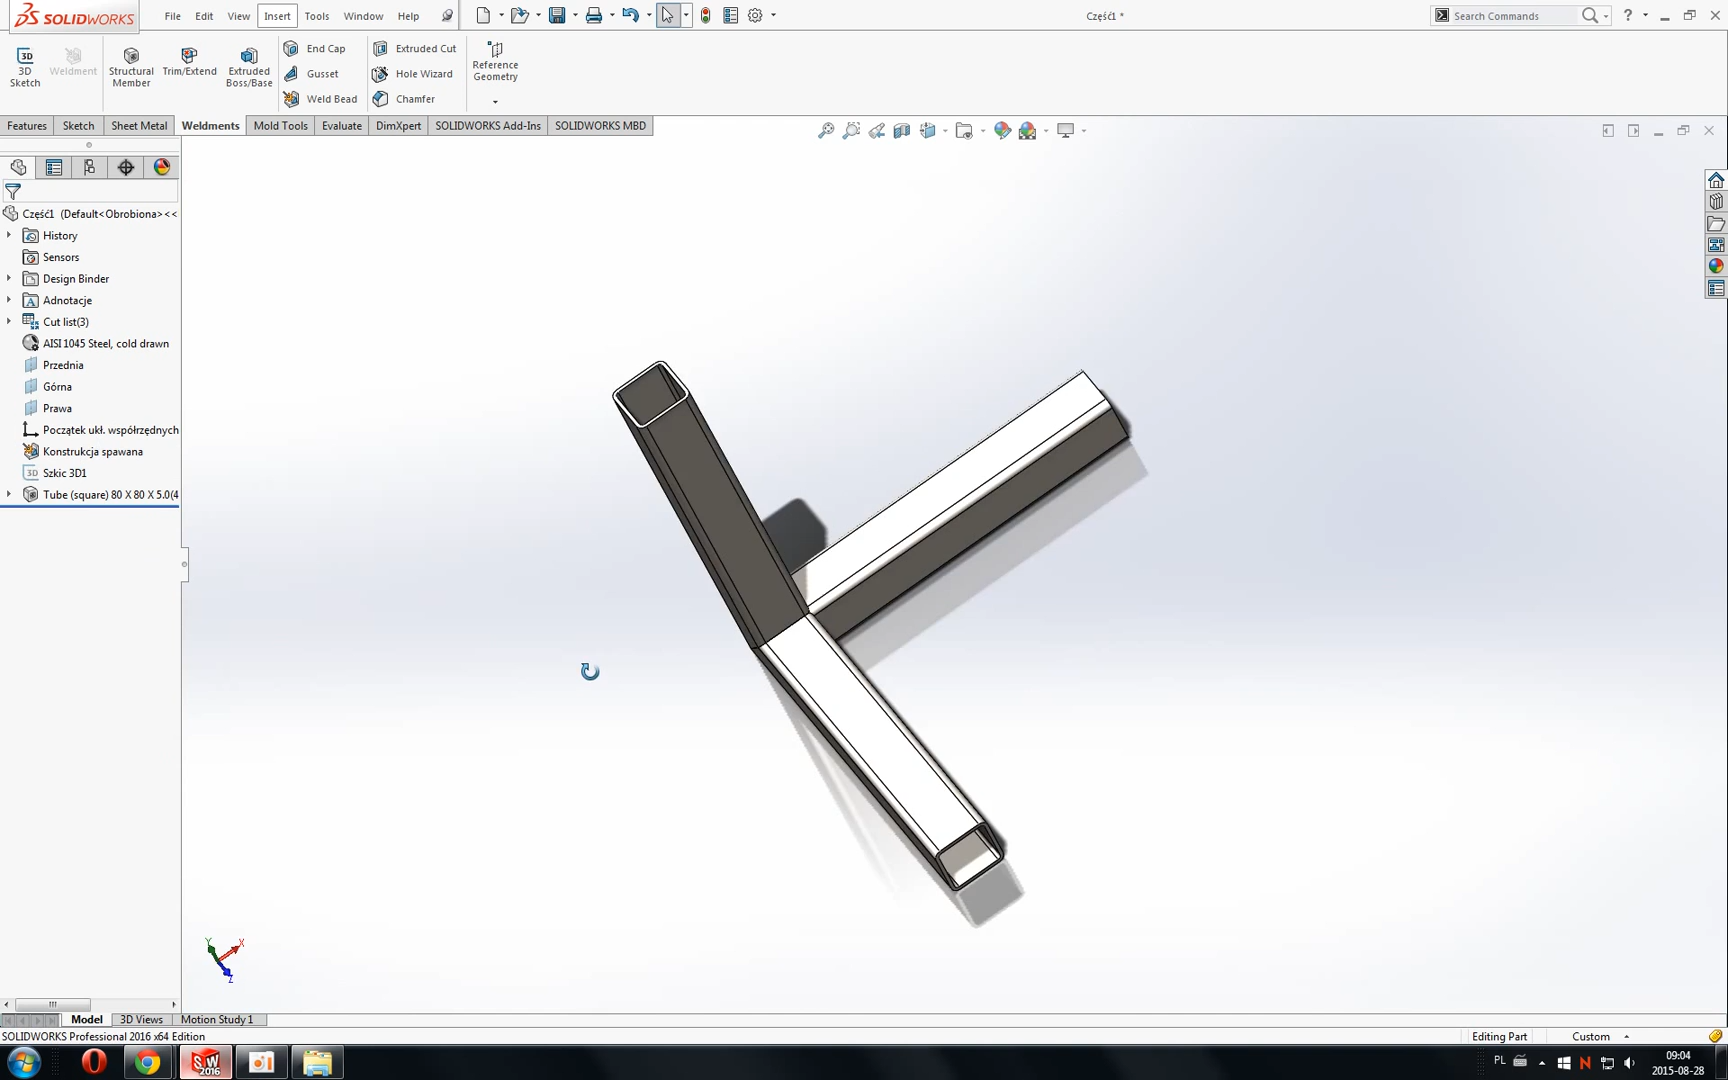 SOLIDWORKS File Edit View Insert Tools Window Help Część1 * Search Commands ?
3D Sketch
Weldment
Structural Member
Trim/Extend
Extruded Boss/Base
End Cap
Gusset
Weld Bead
Extruded Cut
Hole Wizard
Chamfer
Reference Geometry
Features Sketch Sheet Metal Weldments Mold Tools Evaluate DimXpert SOLIDWORKS Add-Ins SOLIDWORKS MBD
Część1 (Default<Obrobiona><<
History
Sensors
Design Binder
Adnotacje
Cut list(3)
AISI 1045 Steel, cold drawn
Przednia
Górna
Prawa
Początek ukł. współrzędnych
Konstrukcja spawana
3D Szkic 3D1
Tube (square) 80 X 80 X 5.0(4
Y X
Z
Model 3D Views Motion Study 1
SOLIDWORKS Professional 2016 x64 Edition Editing Part Custom
SW 2016
PL 09:04
2015-08-28